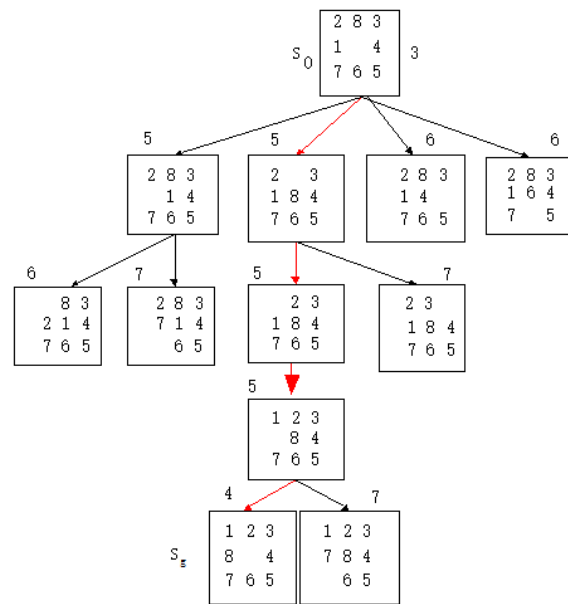 2 8 3
S0 1 4 3
7 6 5
5 5 6 6
2 8 3 2 3 2 8 3 2 8 3
1 4 1 8 4 1 4 1 6 4
7 6 5 7 6 5 7 6 5 7 5
6 7 5 7
8 3 2 8 3 2 3 2 3
2 1 4 7 1 4 1 8 4 1 8 4
7 6 5 6 5 7 6 5 7 6 5
5
1 2 3
8 4
7 6 5
4 7
1 2 3 1 2 3
Sg 8 4 7 8 4
7 6 5 6 5